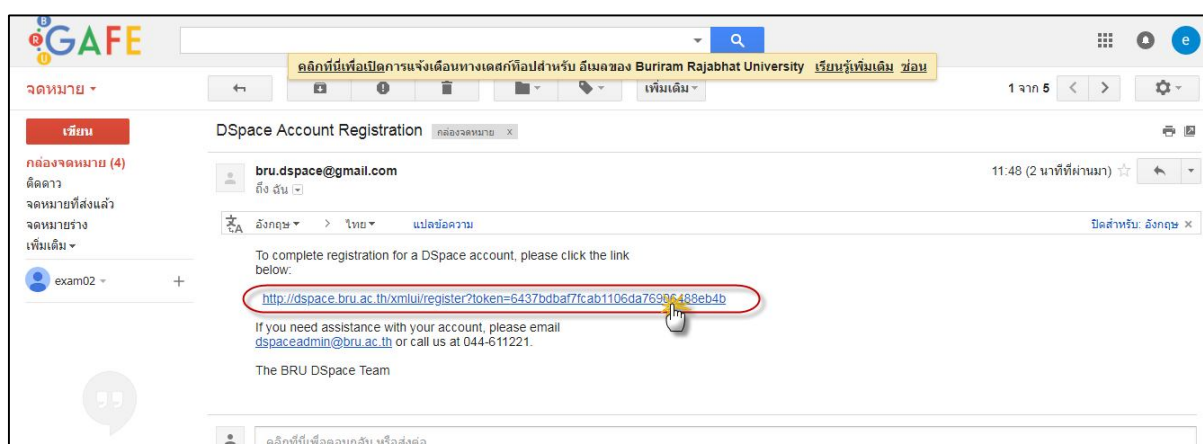 BRU
GAFE
คลิกที่นี่เพื่อเปิดการแจ้งเตือนทางเดสก์ท็อปสำหรับ อีเมลของ Buriram Rajabhat University เรียนรู้เพิ่มเติม ซ่อน
e
จดหมาย
เพิ่มเติม
1 จาก 5
เขียน
DSpace Account Registration กล่องจดหมาย x
กล่องจดหมาย (4)
ติดดาว
จดหมายที่ส่งแล้ว
จดหมายร่าง
เพิ่มเติม
exam02 +
bru.dspace@gmail.com 11:48 (2 นาทีที่ผ่านมา)
ถึง ฉัน
อังกฤษ > ไทย แปลข้อความ ปิดสำหรับ: อังกฤษ ×
To complete registration for a DSpace account, please click the link
below:
If you need assistance with your account, please email
dspaceadmin@bru.ac.th or call us at 044-611221.
The BRU DSpace Team
คลิกที่นี่เพื่อตอบกลับ หรือส่งต่อ